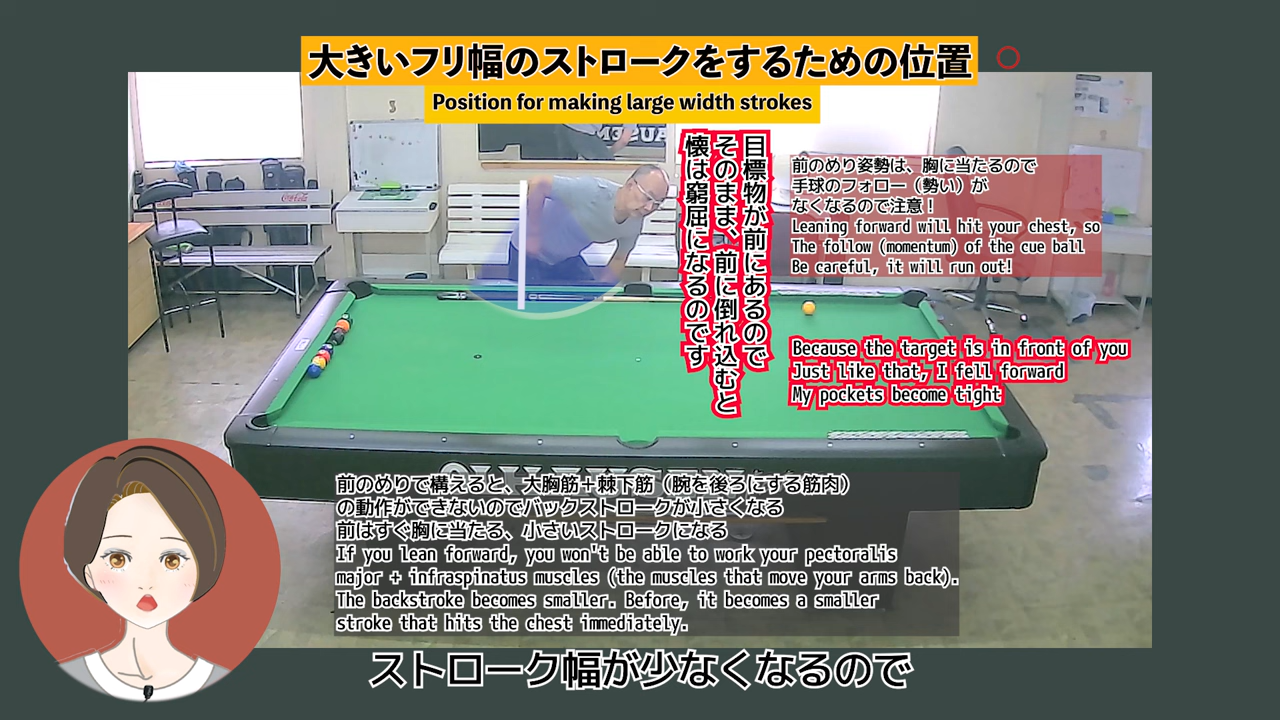 大きいフリ幅のストロークをするための位置
Position for making large width strokes
目標物が前にあるので
そのまま、前に倒れ込むと
懐は窮屈になるのです
前のめり姿勢は、胸に当たるので
手球のフォロー（勢い）が
なくなるので注意！
Leaning forward will hit your chest, so
The follow (momentum) of the cue ball
Be careful, it will run out!
Because the target is in front of you
Just like that, I fell forward
My pockets become tight
Coca-Cola
前のめりで構えると、大胸筋＋棘下筋（腕を後ろにする筋肉）
の動作ができないのでバックストロークが小さくなる
前はすぐ胸に当たる、小さいストロークになる
If you lean forward, you won't be able to work your pectoralis
major + infraspinatus muscles (the muscles that move your arms back).
The backstroke becomes smaller. Before, it becomes a smaller
stroke that hits the chest immediately.
ストローク幅が少なくなるので